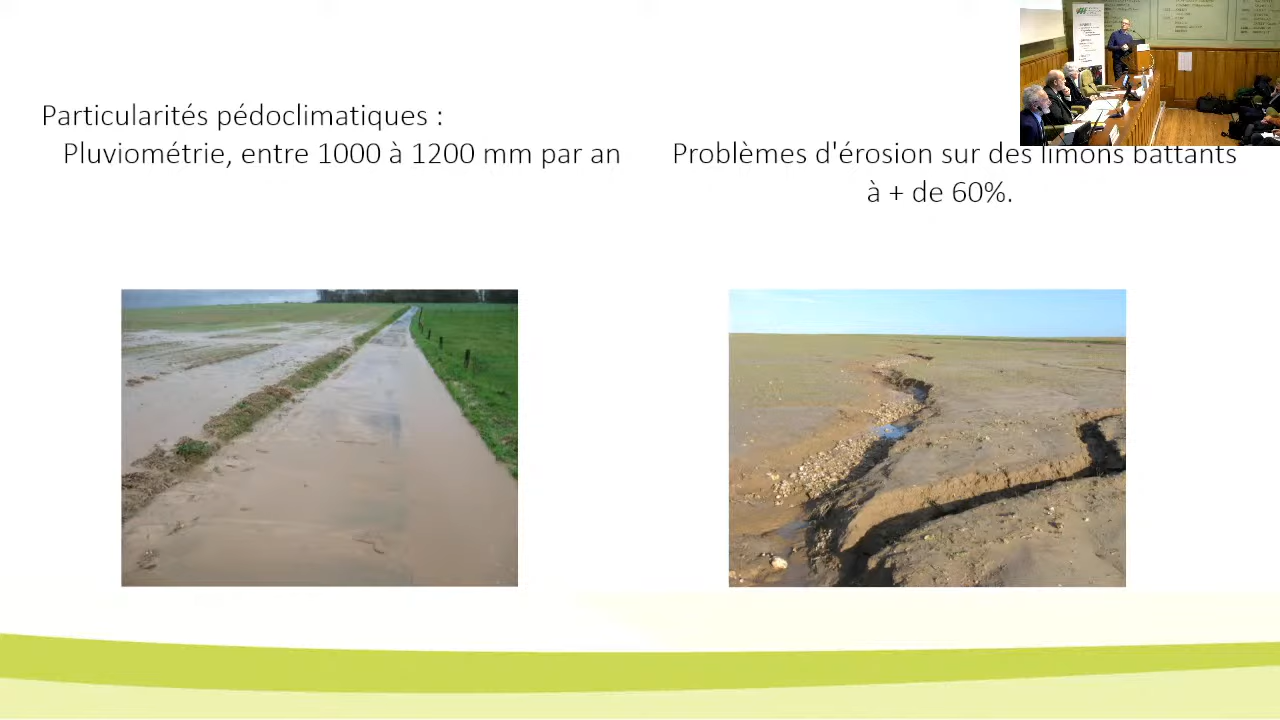 Particularités pédoclimatiques :
Pluviométrie, entre 1000 à 1200 mm par an
Problèmes d'érosion sur des limons battants
à + de 60%.